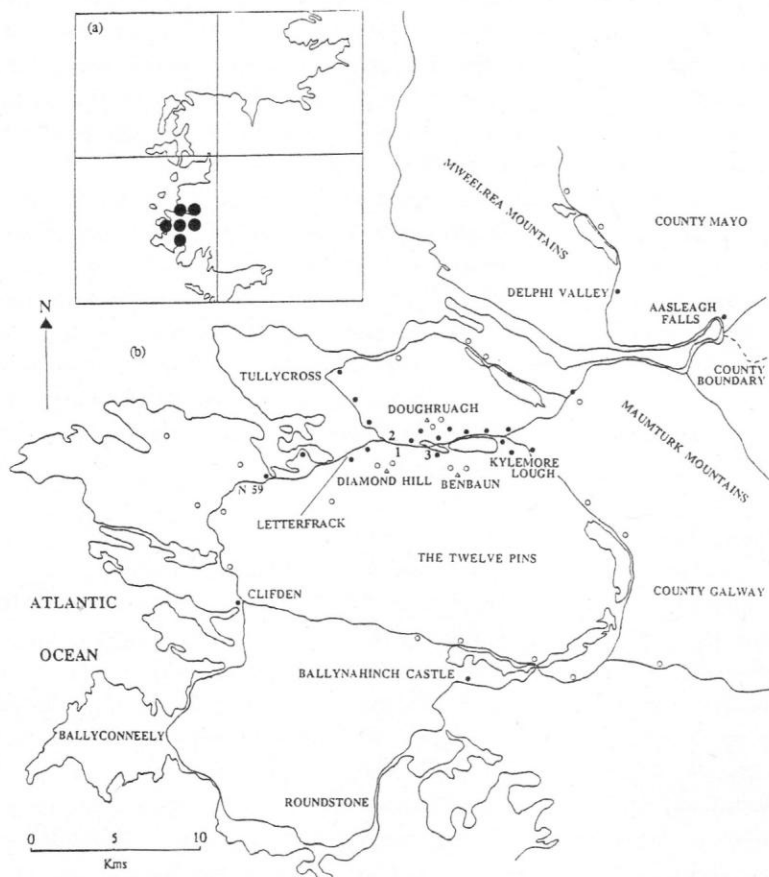 (a)
MWEELREA MOUNTAINS
COUNTY MAYO
DELPHI VALLEY
AASLEAGH
FALLS
N
(b)
COUNTY
BOUNDARY
TULLYCROSS
DOUGHRUAGH
MAUMTURK MOUNTAINS
2
1
3
KYLEMORE
LOUGH
DIAMOND HILL
BENBAUN
N 59
LETTERFRACK
THE TWELVE PINS
COUNTY GALWAY
CLIFDEN
ATLANTIC
OCEAN
BALLYNAHINCH CASTLE
BALLYCONNEELY
ROUNDSTONE
0 5 10
Kms